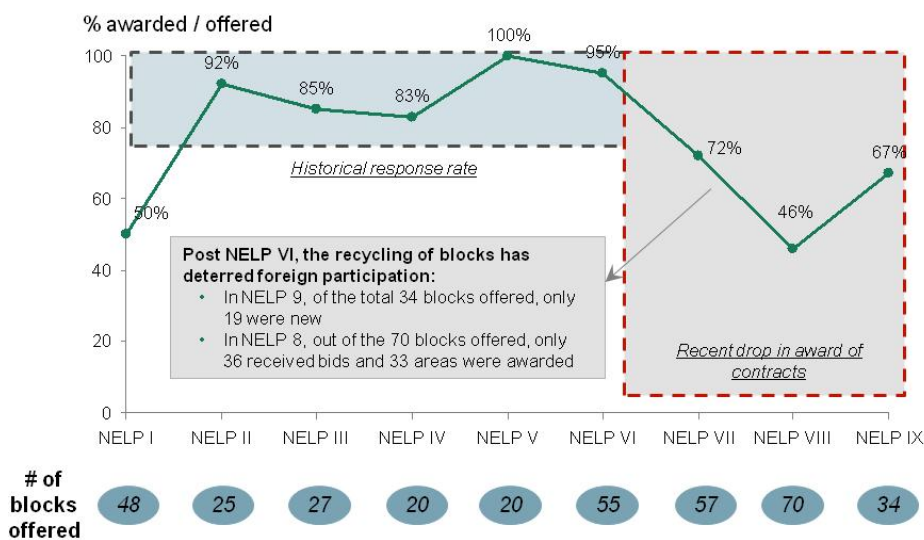 % awarded / offered
100
80
60
40
20
0
50%
92%
85%
83%
100%
95%
72%
46%
67%
Historical response rate
Post NELP VI, the recycling of blocks has
deterred foreign participation:
• In NELP 9, of the total 34 blocks offered, only
19 were new
• In NELP 8, out of the 70 blocks offered, only
36 received bids and 33 areas were awarded
Recent drop in award of
contracts
NELP I NELP II NELP III NELP IV NELP V NELP VI NELP VII NELP VIII NELP IX
# of
blocks
offered
48 25 27 20 20 55 57 70 34